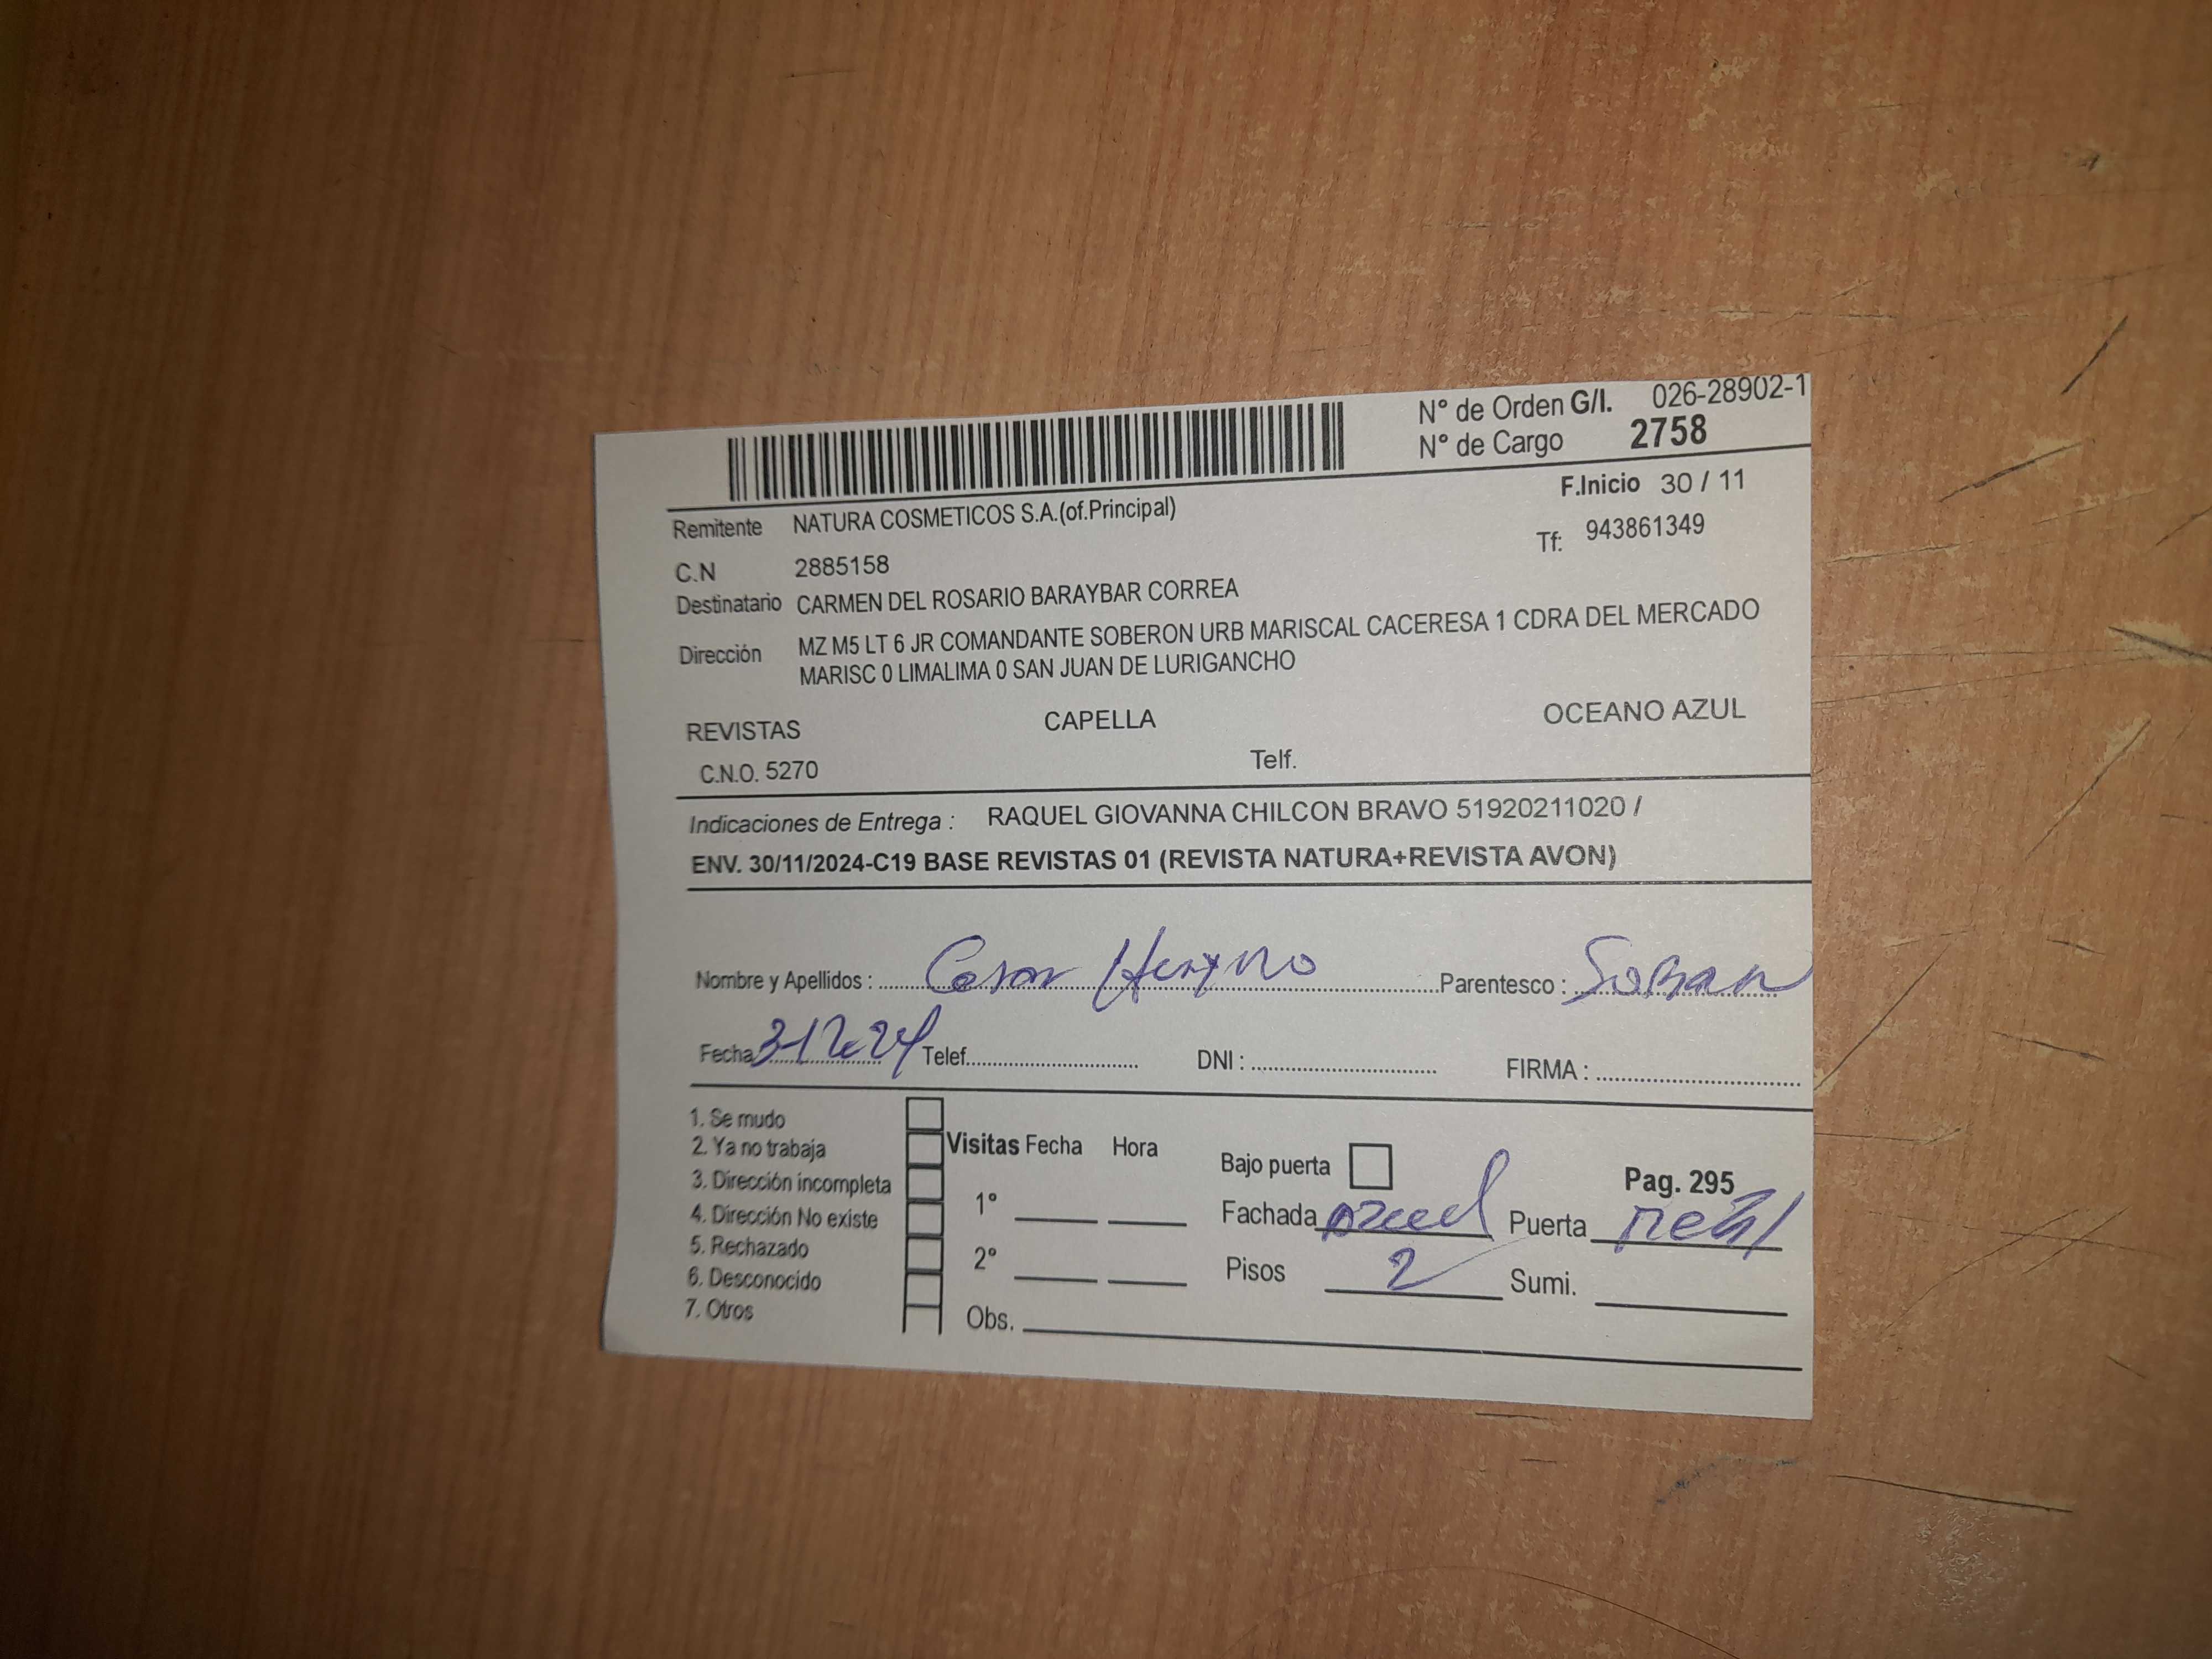 N° de Orden G/I. 026-28902-1
N° de Cargo 2758
F.Inicio 30 / 11
Remitente NATURA COSMETICOS S.A.(of.Principal)
Tf: 943861349
C.N 2885158
Destinatario CARMEN DEL ROSARIO BARAYBAR CORREA
Dirección MZ M5 LT 6 JR COMANDANTE SOBERON URB MARISCAL CACERESA 1 CDRA DEL MERCADO
MARISC 0 LIMALIMA 0 SAN JUAN DE LURIGANCHO
REVISTAS CAPELLA OCEANO AZUL
C.N.O. 5270 Telf.
Indicaciones de Entrega : RAQUEL GIOVANNA CHILCON BRAVO 51920211020 /
ENV. 30/11/2024-C19 BASE REVISTAS 01 (REVISTA NATURA+REVISTA AVON)
Nombre y Apellidos : Parentesco :
Fecha Telef. DNI : FIRMA :
1. Se mudo
2. Ya no trabaja
3. Dirección incompleta
4. Dirección No existe
5. Rechazado
6. Desconocido
7. Otros
Visitas Fecha Hora
1°
2°
Obs.
Bajo puerta Pag. 295
Fachada Puerta metal
Pisos 2 Sumi.